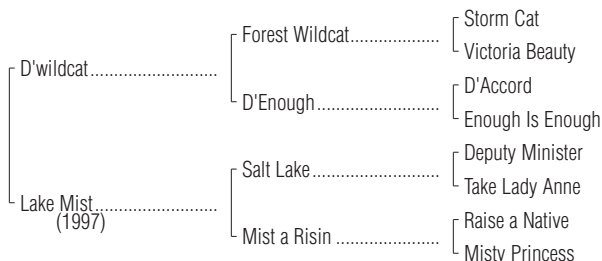 Storm Cat
Forest Wildcat....................
Victoria Beauty
D'wildcat............................
D'Accord
D'Enough...........................
Enough Is Enough
Deputy Minister
Salt Lake............................
Take Lady Anne
Lake Mist...........................
(1997)
Raise a Native
Mist a Risin .......................
Misty Princess